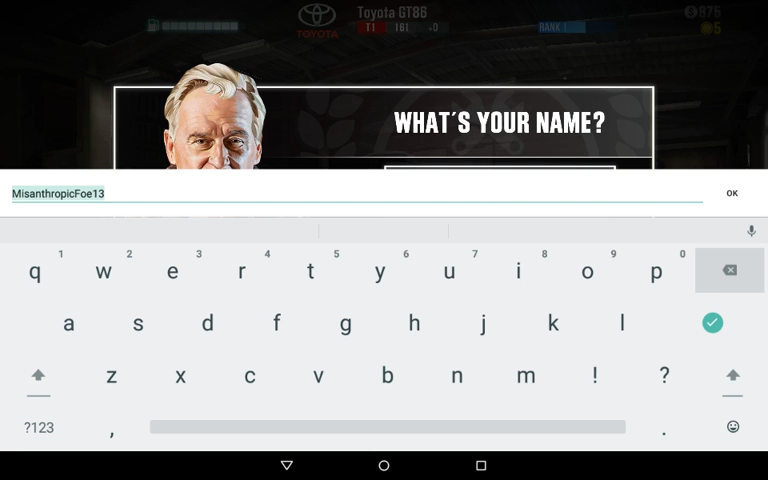 Toyota GT86
TOYOTA
T1 161 +0
RANK 1
875
5
WHAT'S YOUR NAME?
MisanthropicFoe13
OK
1 2 3 4 5 6 7 8 9 0
q w e r t y u i o p
a s d f g h j k l
z x c v b n m ! ?
?123 , .